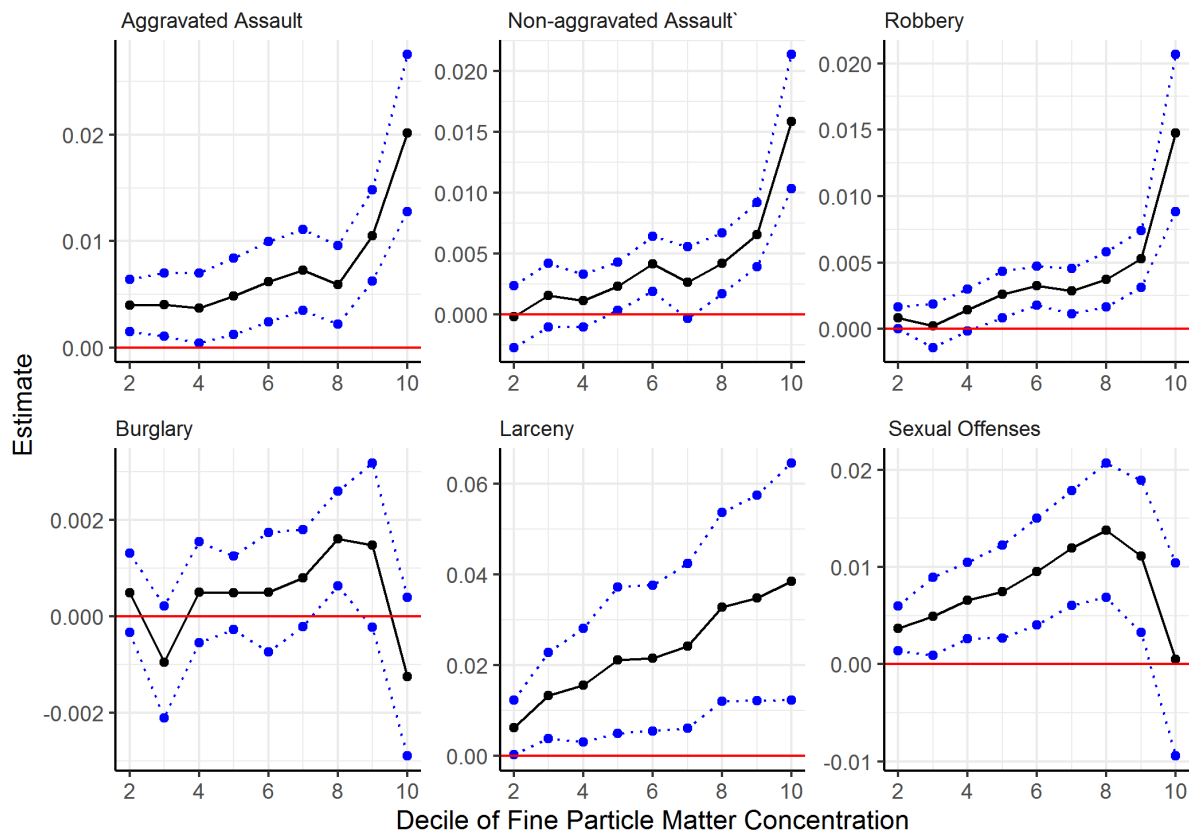 Aggravated Assault
Non-aggravated Assault`
Robbery
0.02
0.01
0.00
2 4 6 8 10
0.020
0.015
0.010
0.005
0.000
2 4 6 8 10
0.020
0.015
0.010
0.005
0.000
2 4 6 8 10
Estimate
Burglary
Larceny
Sexual Offenses
0.002
0.000
-0.002
2 4 6 8 10
0.06
0.04
0.02
0.00
2 4 6 8 10
0.02
0.01
0.00
-0.01
2 4 6 8 10
Decile of Fine Particle Matter Concentration